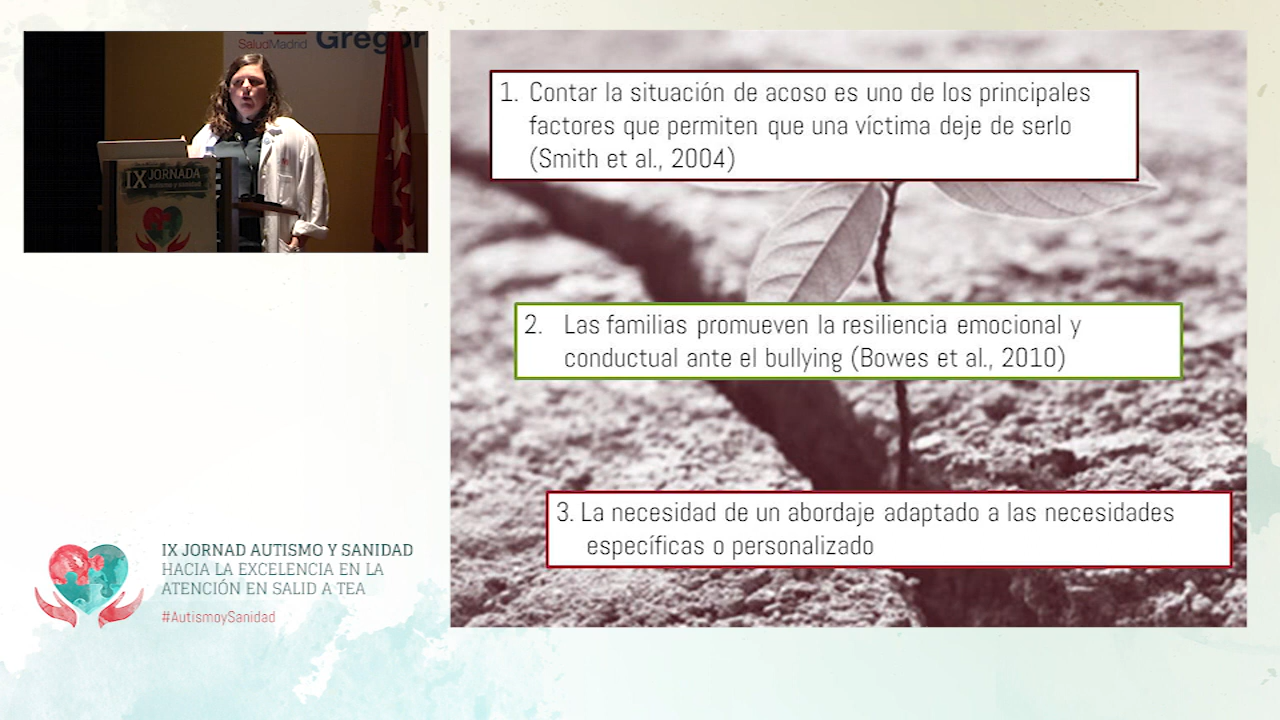 SaludMadrid
Gregor
IX JORNADA
autismo y sanidad
1. Contar la situación de acoso es uno de los principales
factores que permiten que una víctima deje de serlo
(Smith et al., 2004)
2. Las familias promueven la resiliencia emocional y
conductual ante el bullying (Bowes et al., 2010)
3. La necesidad de un abordaje adaptado a las necesidades
específicas o personalizado
IX JORNAD AUTISMO Y SANIDAD
HACIA LA EXCELENCIA EN LA
ATENCIÓN EN SALID A TEA
#AutismoySanidad